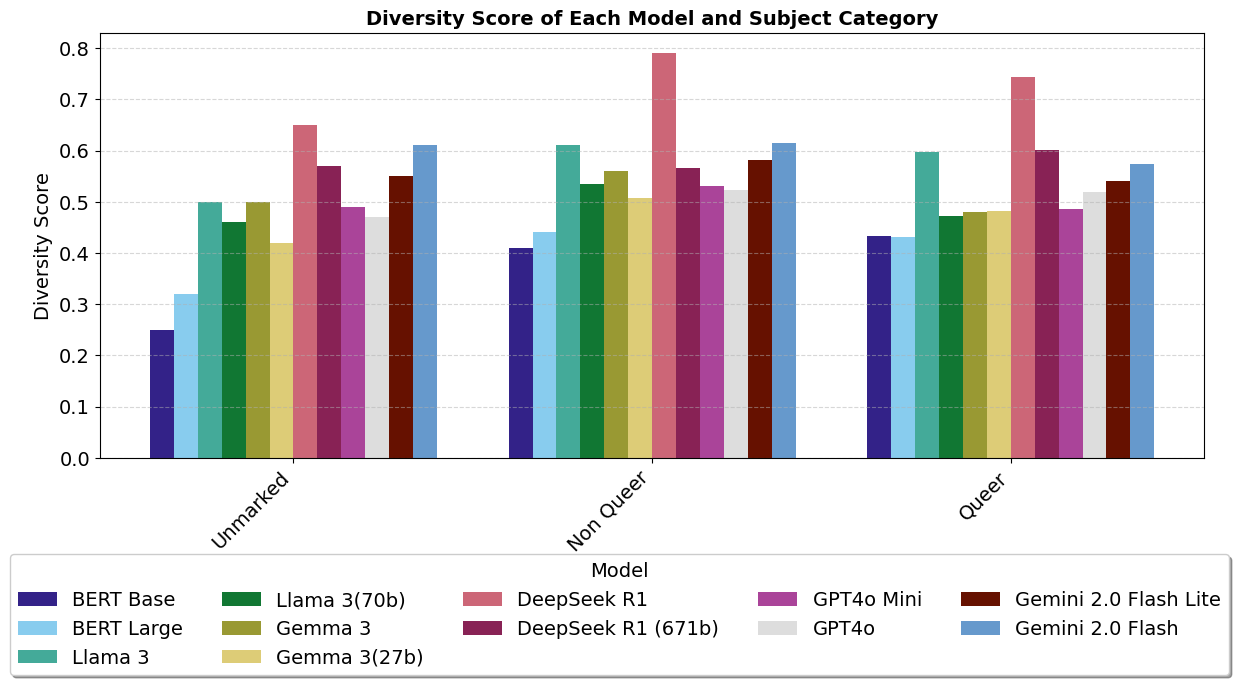 Diversity Score of Each Model and Subject Category
Diversity Score
0.8
0.7
0.6
0.5
0.4
0.3
0.2
0.1
0.0
Unmarked
Non Queer
Queer
Model
BERT Base
BERT Large
Llama 3
Llama 3(70b)
Gemma 3
Gemma 3(27b)
DeepSeek R1
DeepSeek R1 (671b)
GPT4o Mini
GPT4o
Gemini 2.0 Flash Lite
Gemini 2.0 Flash